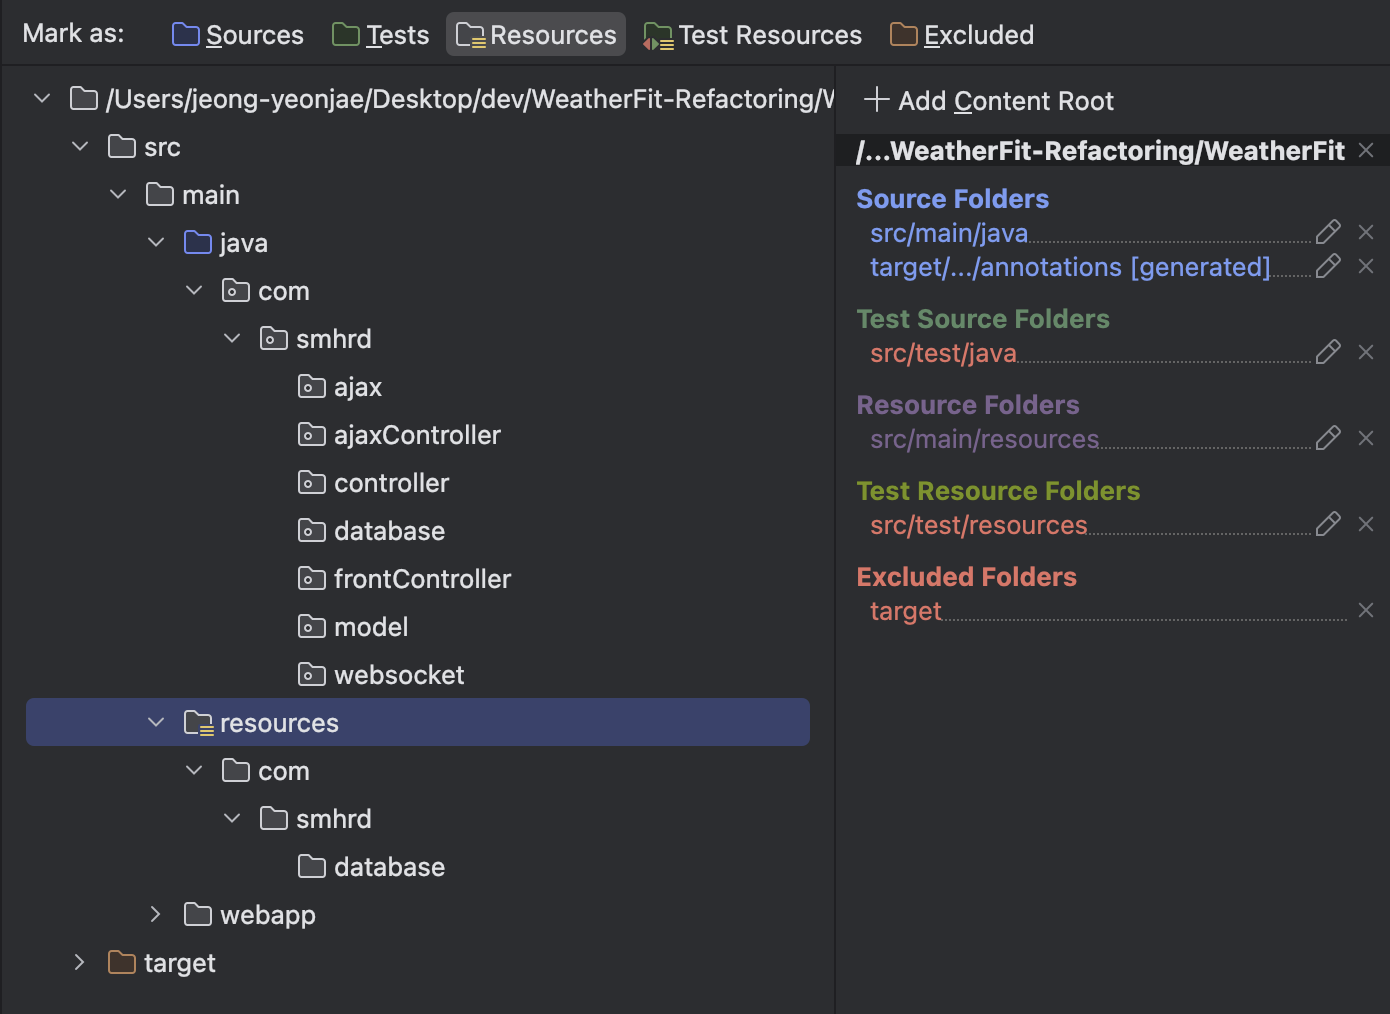 Mark as: Sources Tests Resources Test Resources Excluded
/Users/jeong-yeonjae/Desktop/dev/WeatherFit-Refactoring/W
src
main
java
com
smhrd
ajax
ajaxController
controller
database
frontController
model
websocket
resources
com
smhrd
database
webapp
target
Add Content Root
/...WeatherFit-Refactoring/WeatherFit
Source Folders
src/main/java
target/.../annotations [generated]
Test Source Folders
src/test/java
Resource Folders
src/main/resources
Test Resource Folders
src/test/resources
Excluded Folders
target